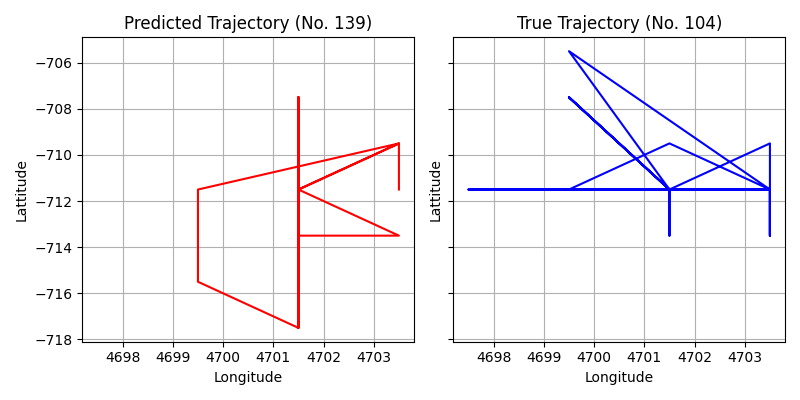 Predicted Trajectory (No. 139)
True Trajectory (No. 104)
−706
−708
−710
−712
−714
−716
−718
Lattitude
Lattitude
4698 4699 4700 4701 4702 4703
4698 4699 4700 4701 4702 4703
Longitude
Longitude